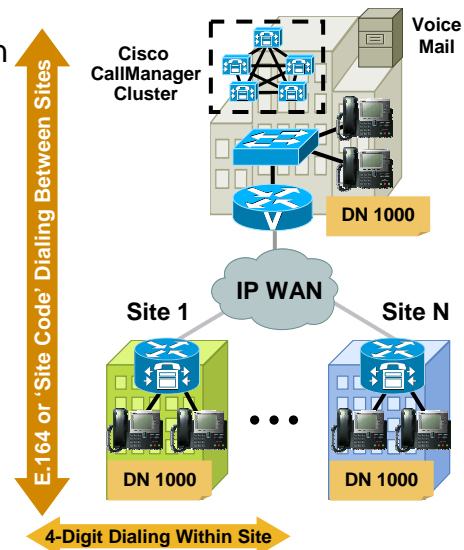 n
Cisco
CallManager
Cluster
Voice
Mail
E.164 or 'Site Code' Dialing Between Sites
V
DN 1000
IP WAN
Site 1
Site N
DN 1000
DN 1000
4-Digit Dialing Within Site